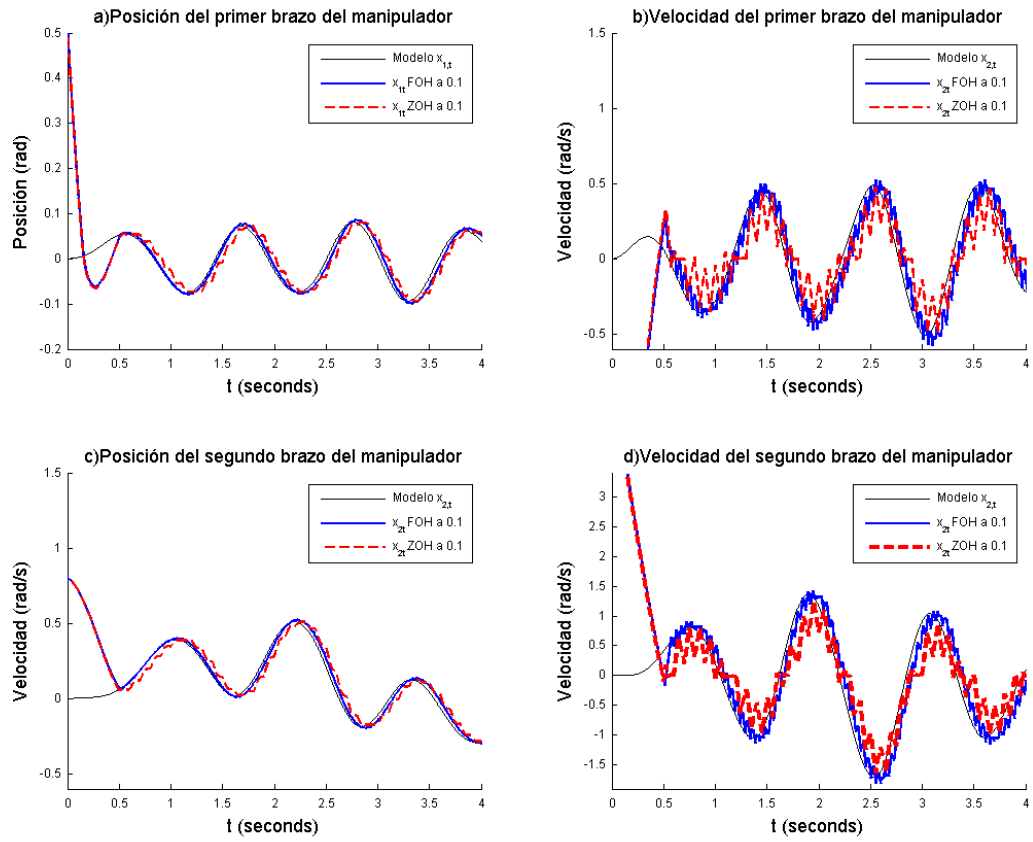 a)Posición del primer brazo del manipulador
Posición (rad)
0.5
0.4
0.3
0.2
0.1
0
-0.1
-0.2
Modelo x1,t
x1t FOH a 0.1
x1t ZOH a 0.1
0 0.5 1 1.5 2 2.5 3 3.5 4
t (seconds)
b)Velocidad del primer brazo del manipulador
Velocidad (rad/s)
1.5
1
0.5
0
-0.5
Modelo x2,t
x2t FOH a 0.1
x2t ZOH a 0.1
0 0.5 1 1.5 2 2.5 3 3.5 4
t (seconds)
c)Posición del segundo brazo del manipulador
Velocidad (rad/s)
1.5
1
0.5
0
-0.5
Modelo x2,t
x2t FOH a 0.1
x2t ZOH a 0.1
0 0.5 1 1.5 2 2.5 3 3.5 4
t (seconds)
d)Velocidad del segundo brazo del manipulador
Velocidad (rad/s)
3
2.5
2
1.5
1
0.5
0
-0.5
-1
-1.5
Modelo x2,t
x2t FOH a 0.1
x2t ZOH a 0.1
0 0.5 1 1.5 2 2.5 3 3.5 4
t (seconds)